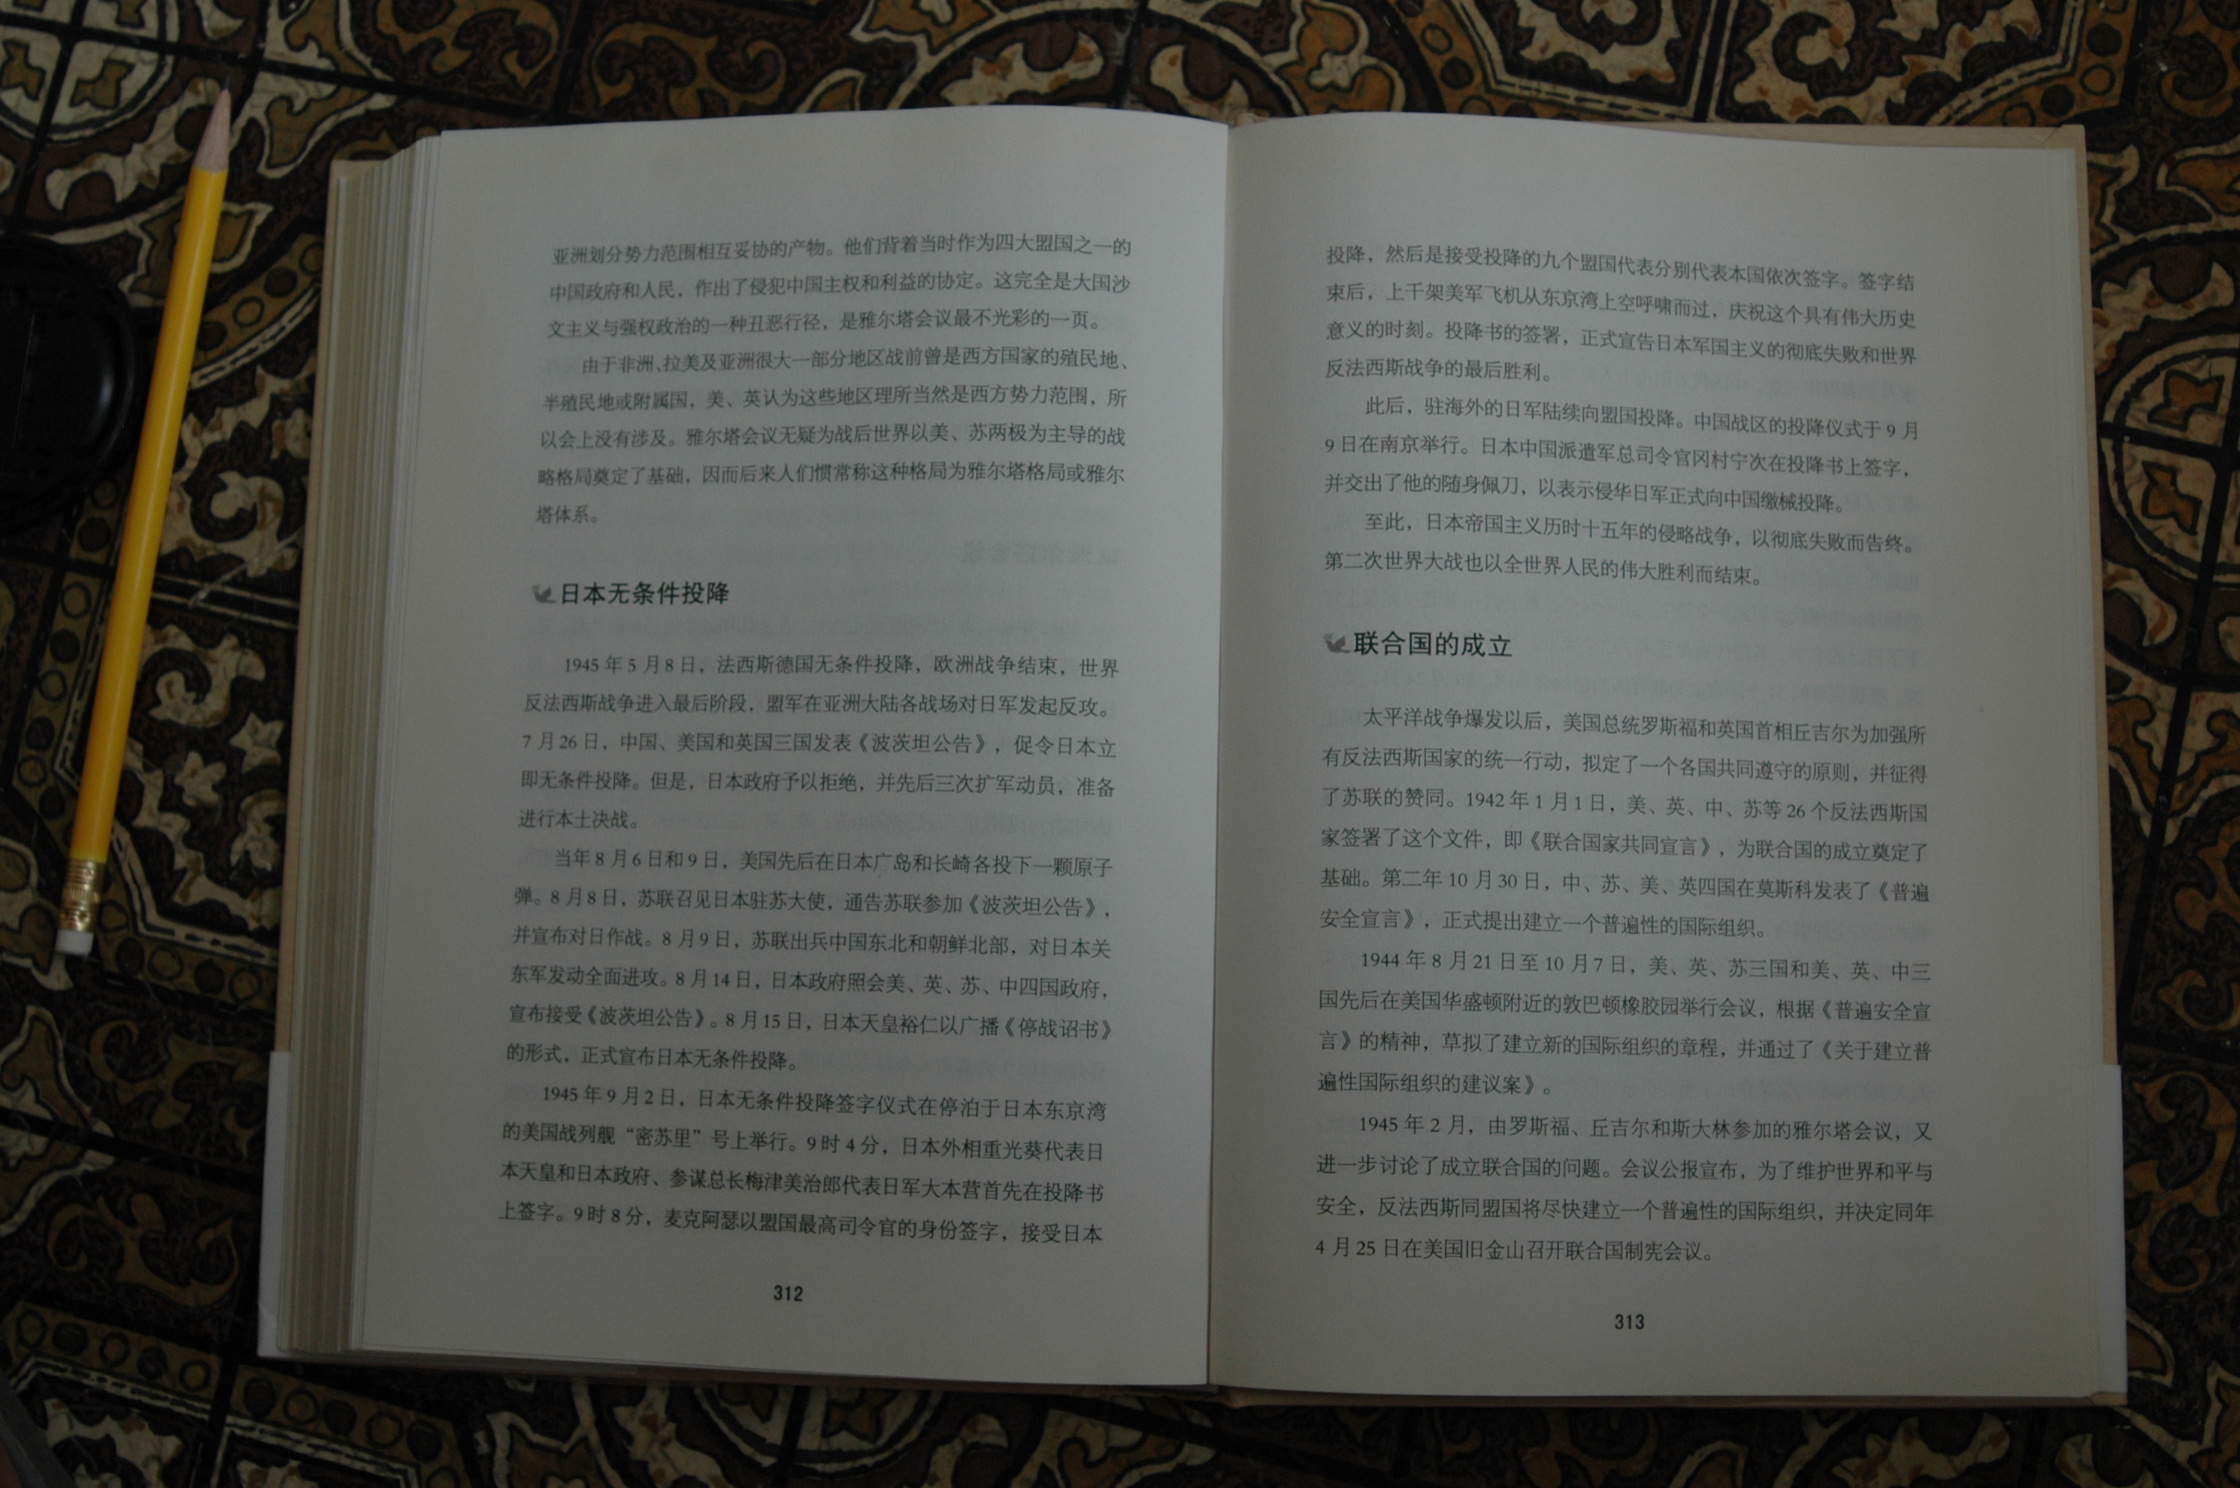 亚洲划分势力范围相互妥协的产物。他们背着当时作为四大盟国之一的
中国政府和人民，作出了侵犯中国主权和利益的协定。这完全是大国沙
文主义与强权政治的一种丑恶行径，是雅尔塔会议最不光彩的一页。
由于非洲、拉美及亚洲很大一部分地区战前曾是西方国家的殖民地、
半殖民地或附属国，美、英认为这些地区理所当然是西方势力范围，所
以会上没有涉及。雅尔塔会议无疑为战后世界以美、苏两极为主导的战
略格局奠定了基础，因而后来人们惯常称这种格局为雅尔塔格局或雅尔
塔体系。
日本无条件投降
1945年5月8日，法西斯德国无条件投降，欧洲战争结束，世界
反法西斯战争进入最后阶段，盟军在亚洲大陆各战场对日军发起反攻。
7月26日，中国、美国和英国三国发表《波茨坦公告》，促令日本立
即无条件投降。但是，日本政府予以拒绝，并先后三次扩军动员，准备
进行本土决战。
当年8月6日和9日，美国先后在日本广岛和长崎各投下一颗原子
弹。8月8日，苏联召见日本驻苏大使，通告苏联参加《波茨坦公告》，
并宣布对日作战。8月9日，苏联出兵中国东北和朝鲜北部，对日本关
东军发动全面进攻。8月14日，日本政府照会美、英、苏、中四国政府，
宣布接受《波茨坦公告》。8月15日，日本天皇裕仁以广播《停战诏书》
的形式，正式宣布日本无条件投降。
1945年9月2日，日本无条件投降签字仪式在停泊于日本东京湾
的美国战列舰“密苏里”号上举行。9时4分，日本外相重光葵代表日
本天皇和日本政府、参谋总长梅津美治郎代表日军大本营首先在投降书
上签字。9时8分，麦克阿瑟以盟国最高司令官的身份签字，接受日本
312
投降，然后是接受投降的九个盟国代表分别代表本国依次签字。签字结
束后，上千架美军飞机从东京湾上空呼啸而过，庆祝这个具有伟大历史
意义的时刻。投降书的签署，正式宣告日本军国主义的彻底失败和世界
反法西斯战争的最后胜利。
此后，驻海外的日军陆续向盟国投降。中国战区的投降仪式于9月
9日在南京举行。日本中国派遣军总司令官冈村宁次在投降书上签字，
并交出了他的随身佩刀，以表示侵华日军正式向中国缴械投降。
至此，日本帝国主义历时十五年的侵略战争，以彻底失败而告终。
第二次世界大战也以全世界人民的伟大胜利而结束。
联合国的成立
太平洋战争爆发以后，美国总统罗斯福和英国首相丘吉尔为加强所
有反法西斯国家的统一行动，拟定了一个各国共同遵守的原则，并征得
了苏联的赞同。1942年1月1日，美、英、中、苏等26个反法西斯国
家签署了这个文件，即《联合国家共同宣言》，为联合国的成立奠定了
基础。第二年10月30日，中、苏、美、英四国在莫斯科发表了《普遍
安全宣言》，正式提出建立一个普遍性的国际组织。
1944年8月21日至10月7日，美、英、苏三国和美、英、中三
国先后在美国华盛顿附近的敦巴顿橡胶园举行会议，根据《普遍安全宣
言》的精神，草拟了建立新的国际组织的章程，并通过了《关于建立普
遍性国际组织的建议案》。
1945年2月，由罗斯福、丘吉尔和斯大林参加的雅尔塔会议，又
进一步讨论了成立联合国的问题。会议公报宣布，为了维护世界和平与
安全，反法西斯同盟国将尽快建立一个普遍性的国际组织，并决定同年
4月25日在美国旧金山召开联合国制宪会议。
313